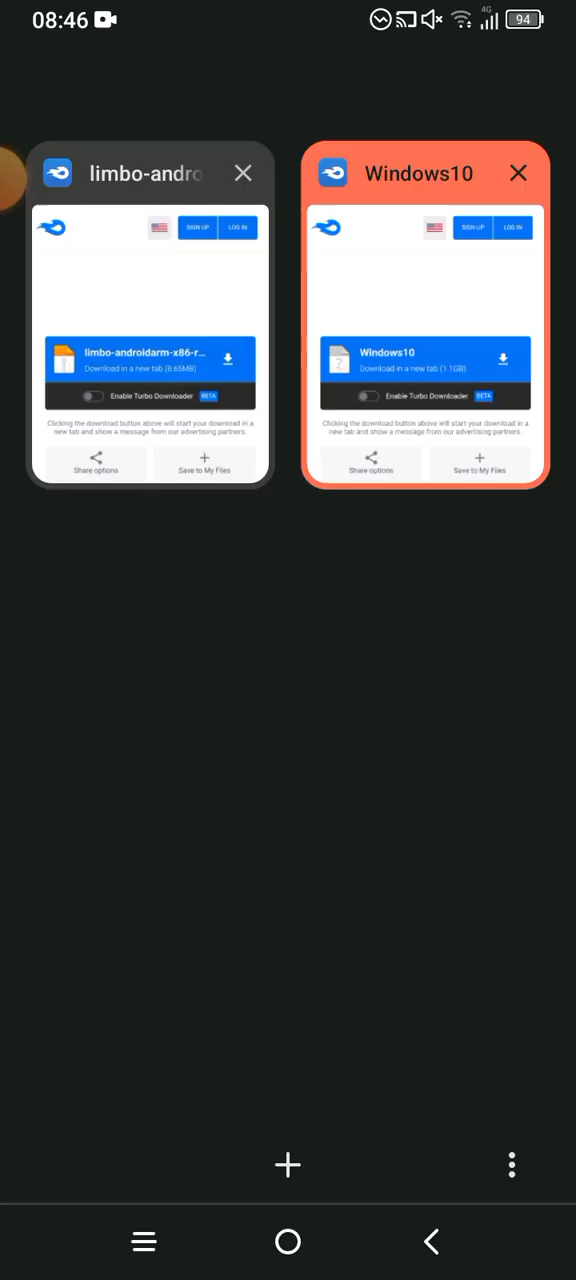 08:46
4G
94
limbo-andro
Windows10
SIGN UP
LOG IN
SIGN UP
LOG IN
limbo-androidarm-x86-r...
Download in a new tab (8.65MB)
Enable Turbo Downloader BETA
Clicking the download button above will start your download in a
new tab and show a message from our advertising partners.
Share options
Save to My Files
Windows10
Download in a new tab (1.1GB)
Enable Turbo Downloader BETA
Clicking the download button above will start your download in a
new tab and show a message from our advertising partners.
Share options
Save to My Files